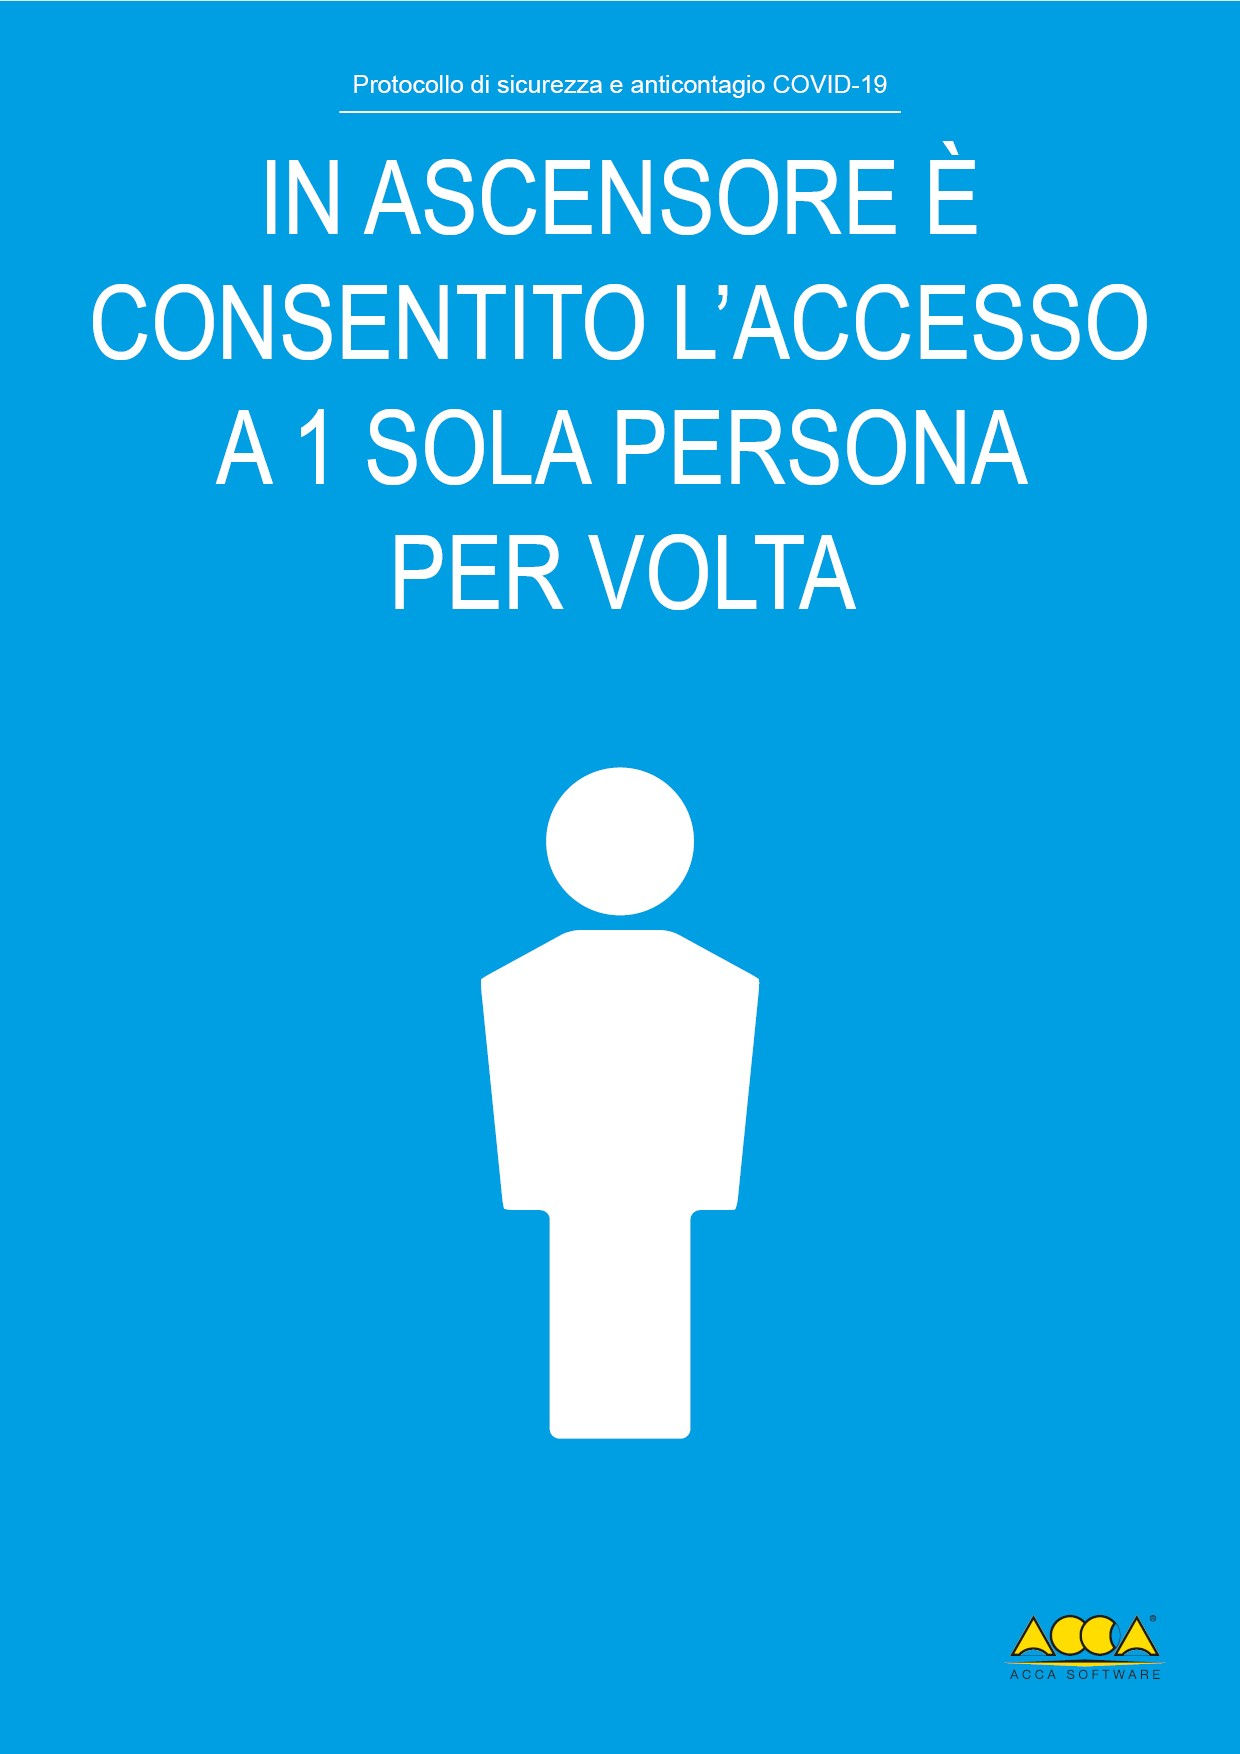 Protocollo di sicurezza e anticontagio COVID-19
IN ASCENSORE È
CONSENTITO L’ACCESSO
A 1 SOLA PERSONA
PER VOLTA
ACCA®
ACCA SOFTWARE